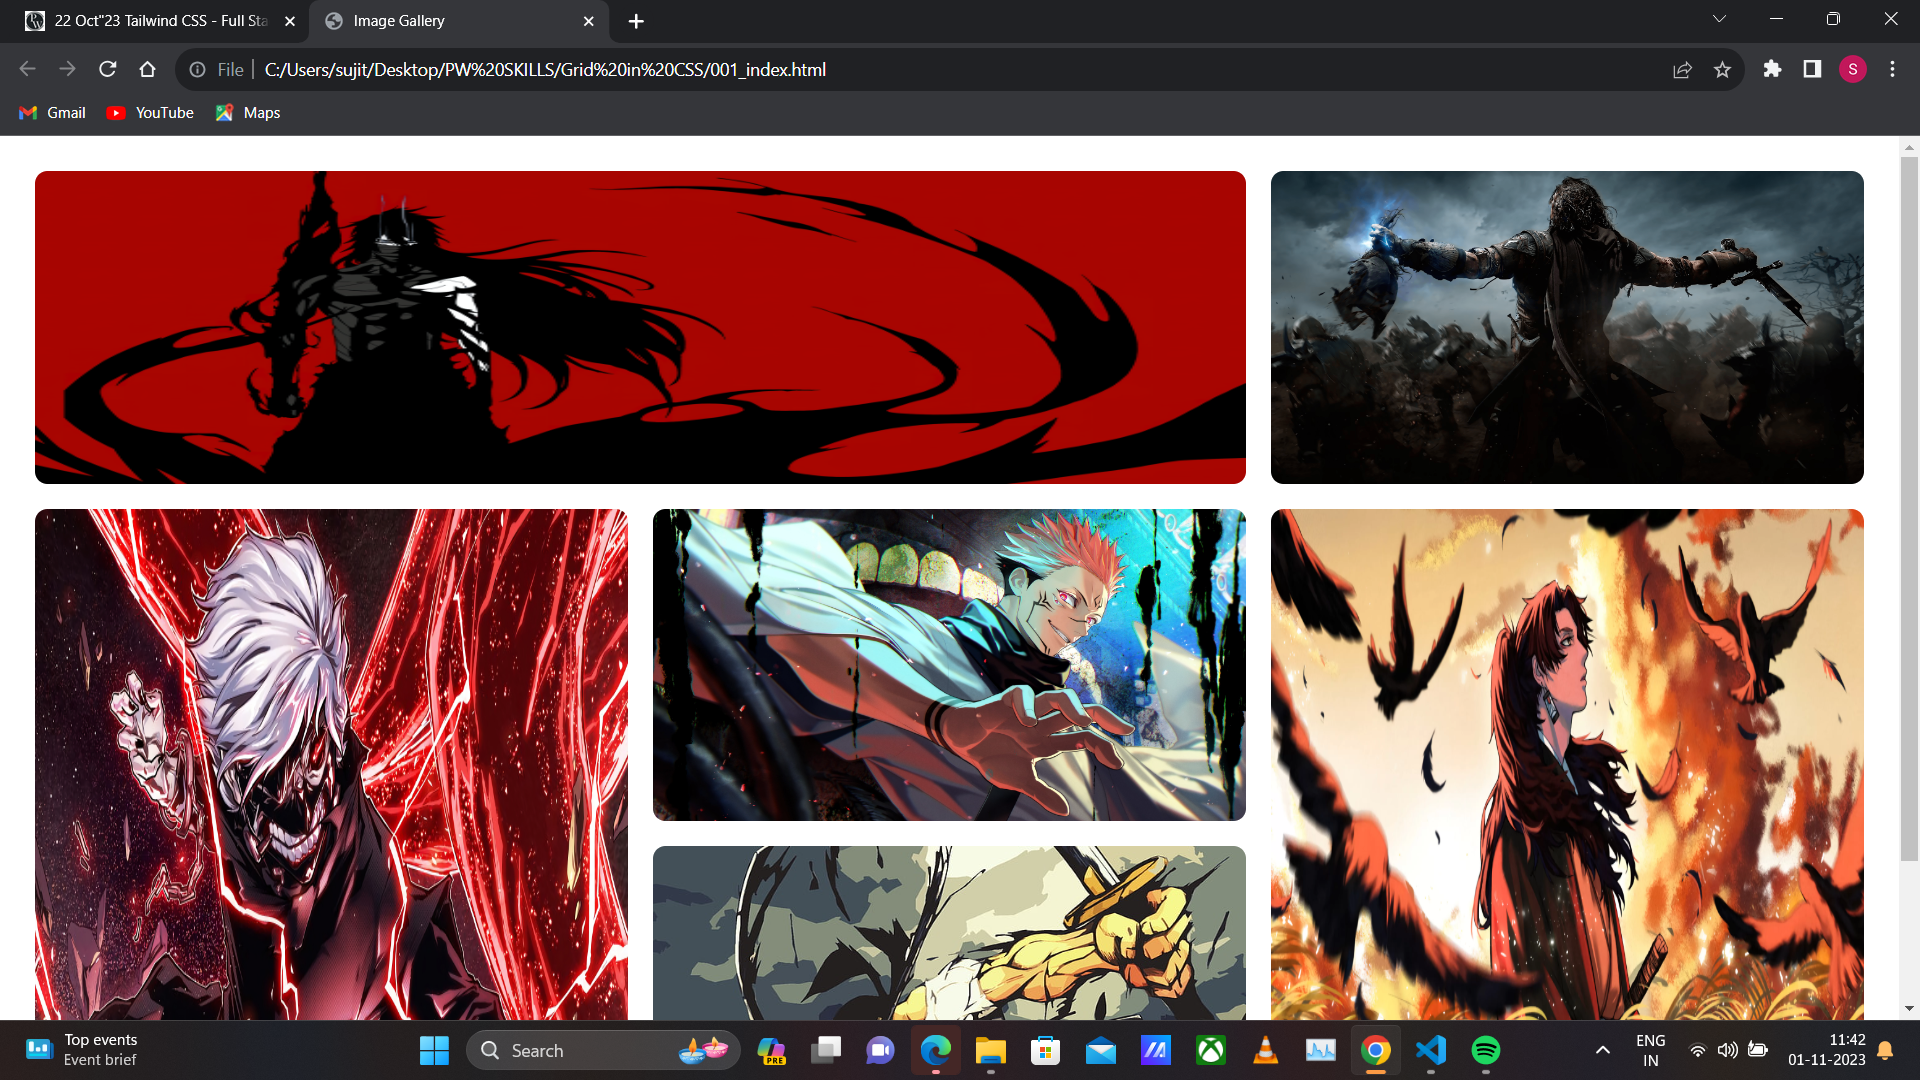 22 Oct"23 Tailwind CSS - Full Sta
Image Gallery
File
C:/Users/sujit/Desktop/PW%20SKILLS/Grid%20in%20CSS/001_index.html
S
Gmail
YouTube
Maps
Top events
Event brief
Search
PRE
ENG
IN
11:42
01-11-2023